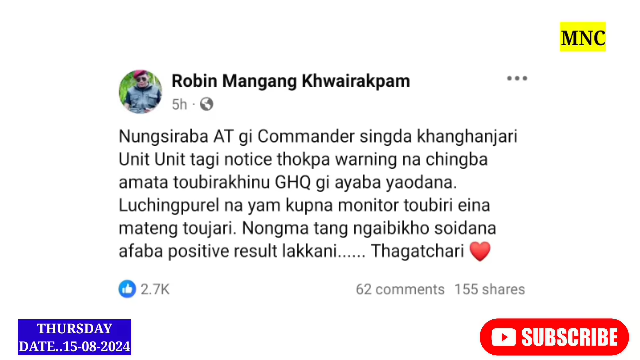 MNC
Robin Mangang Khwairakpam
5h ·
Nungsiraba AT gi Commander singda khanghanjari
Unit Unit tagi notice thokpa warning na chingba
amata toubirakhinu GHQ gi ayaba yaodana.
Luchingpurel na yam kupna monitor toubiri eina
mateng toujari. Nongma tang ngaibikho soidana
afaba positive result lakkani...... Thagatchari ❤️
2.7K
62 comments 155 shares
THURSDAY
DATE..15-08-2024
SUBSCRIBE